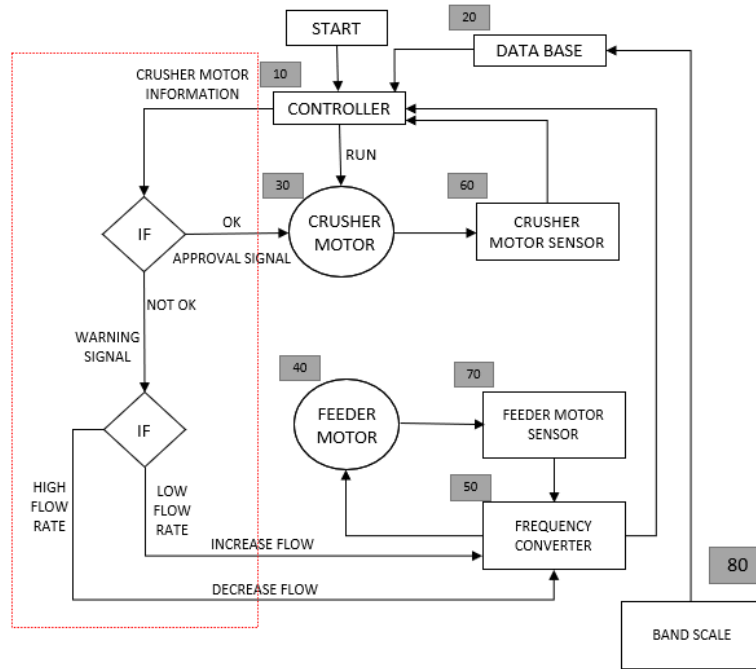 START
20
DATA BASE
10
CRUSHER MOTOR
INFORMATION
CONTROLLER
RUN
30
60
CRUSHER
MOTOR
CRUSHER
MOTOR SENSOR
IF
OK
APPROVAL SIGNAL
NOT OK
WARNING
SIGNAL
40
70
FEEDER
MOTOR
FEEDER MOTOR
SENSOR
IF
HIGH
FLOW
RATE
LOW
FLOW
RATE
50
FREQUENCY
CONVERTER
INCREASE FLOW
DECREASE FLOW
80
BAND SCALE